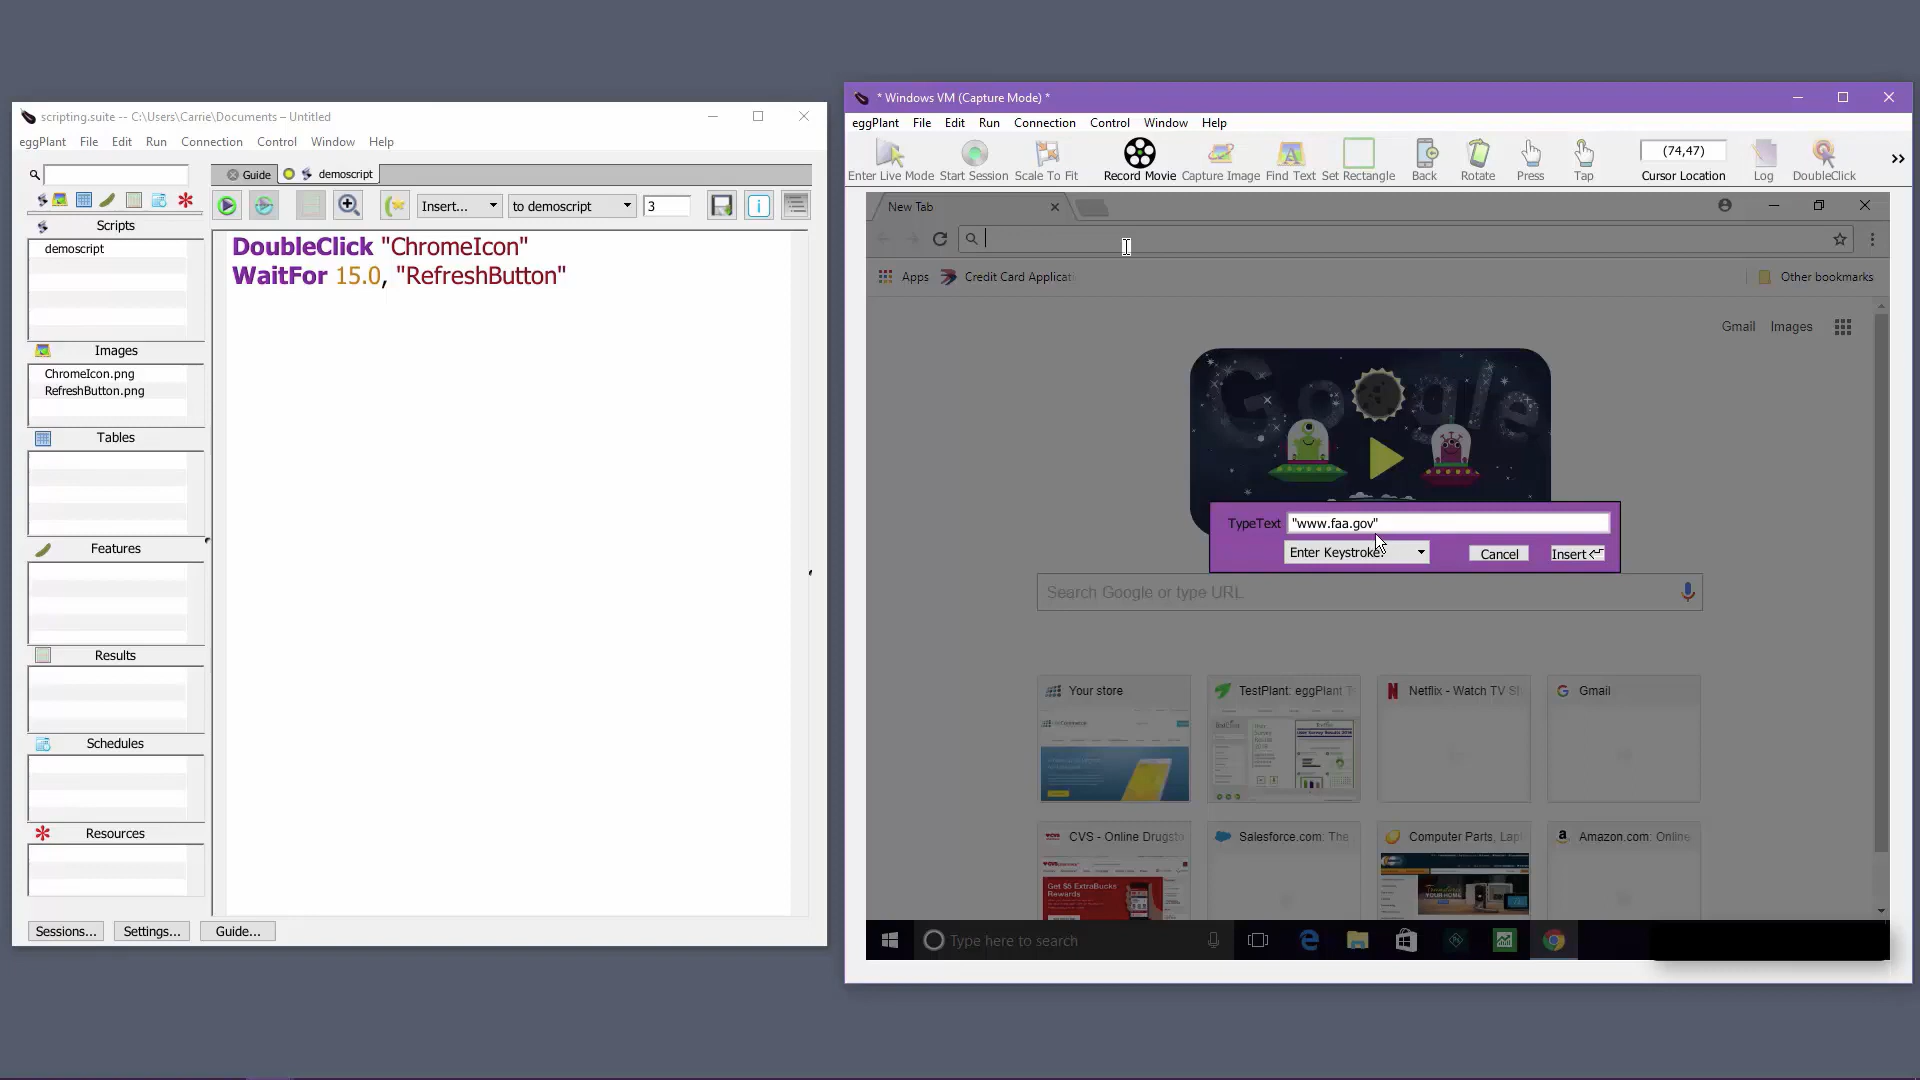 scripting.suite -- C:\Users\Carrie\Documents – Untitled
eggPlant File Edit Run Connection Control Window Help
Guide demoscript
Insert... to demoscript 3
Scripts
demoscript
Images
ChromeIcon.png
RefreshButton.png
Tables
Features
Results
Schedules
Resources
Sessions... Settings... Guide...
DoubleClick "ChromeIcon"
WaitFor 15.0, "RefreshButton"
* Windows VM (Capture Mode) *
eggPlant File Edit Run Connection Control Window Help
(74,47)
Enter Live Mode Start Session Scale To Fit Record Movie Capture Image Find Text Set Rectangle Back Rotate Press Tap Cursor Location Log DoubleClick
New Tab
Apps Credit Card Applicati Other bookmarks
Gmail Images
Google
TypeText "www.faa.gov"
Enter Keystroke: Cancel Insert
Search Google or type URL
Your store TestPlant: eggPlant T Netflix - Watch TV Sh Gmail
CVS - Online Drugsto Salesforce.com: The Computer Parts, Lap Amazon.com: Online
Get $5 ExtraBucks
Rewards
Type here to search